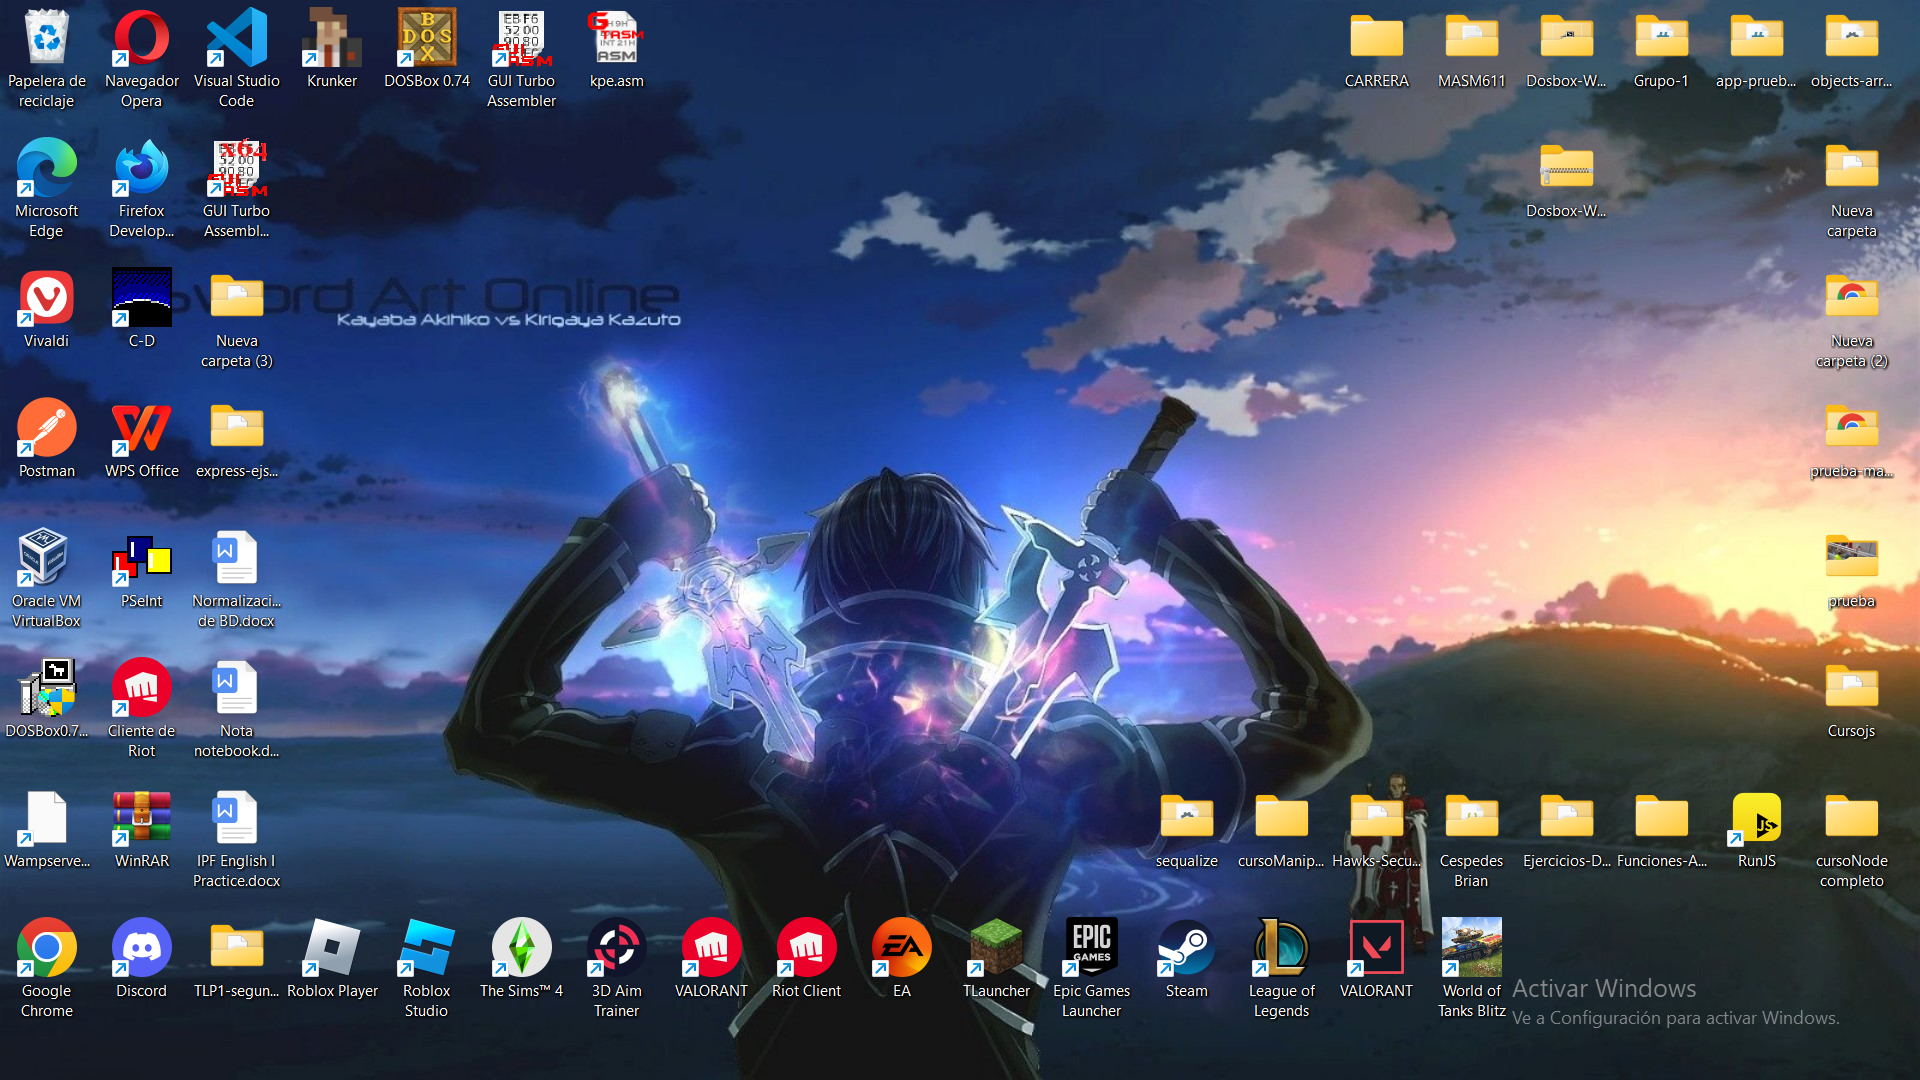 Papelera de
reciclaje
Navegador
Opera
Visual Studio
Code
Krunker
DOSBox 0.74
GUI Turbo
Assembler
kpe.asm
CARRERA
MASM611
Dosbox-W...
Grupo-1
app-prueb...
objects-arr...
Microsoft
Edge
Firefox
Develop...
GUI Turbo
Assembl...
Dosbox-W...
Nueva
carpeta
Sword Art Online
Kayaba Akihiko vs Kirigaya Kazuto
Vivaldi
C-D
Nueva
carpeta (3)
Nueva
carpeta (2)
Postman
WPS Office
express-ejs...
prueba-ma...
Oracle VM
VirtualBox
PSeInt
Normalizaci...
de BD.docx
prueba
DOSBox0.7...
Cliente de
Riot
Nota
notebook.d...
Cursojs
Wampserve...
WinRAR
IPF English I
Practice.docx
sequalize
cursoManip...
Hawks-Secu...
Cespedes
Brian
Ejercicios-D...
Funciones-A...
RunJS
cursoNode
completo
Google
Chrome
Discord
TLP1-segun...
Roblox Player
Roblox
Studio
The Sims™ 4
3D Aim
Trainer
VALORANT
Riot Client
EA
TLauncher
Epic Games
Launcher
Steam
League of
Legends
VALORANT
World of
Tanks Blitz
Activar Windows
Ve a Configuración para activar Windows.